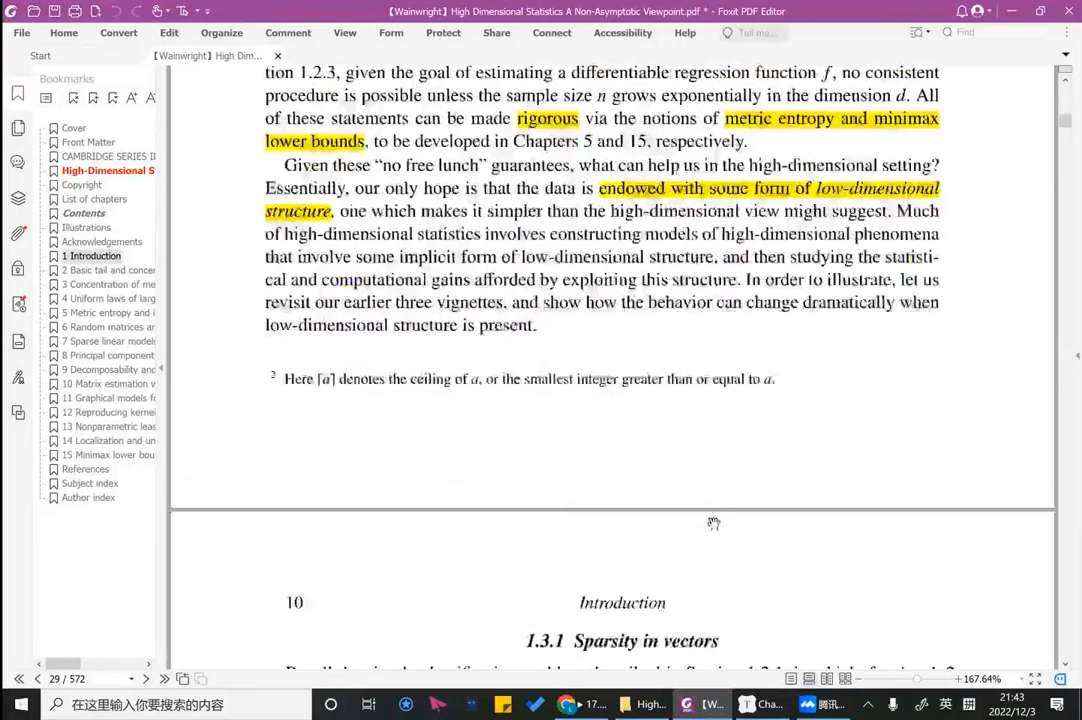 【Wainwright】High Dimensional Statistics A Non-Asymptotic Viewpoint.pdf * - Foxit PDF Editor
File Home Convert Edit Organize Comment View Form Protect Share Connect Accessibility Help Tell me... Find
Start 【Wainwright】High Dim...
Bookmarks
Cover
Front Matter
CAMBRIDGE SERIES I
High-Dimensional S
Copyright
List of chapters
Contents
Illustrations
Acknowledgements
1 Introduction
2 Basic tail and conce
3 Concentration of me
4 Uniform laws of larg
5 Metric entropy and i
6 Random matrices ar
7 Sparse linear models
8 Principal component
9 Decomposability and
10 Matrix estimation w
11 Graphical models fo
12 Reproducing kerne
13 Nonparametric leas
14 Localization and un
15 Minimax lower bou
References
Subject index
Author index
tion 1.2.3, given the goal of estimating a differentiable regression function f, no consistent
procedure is possible unless the sample size n grows exponentially in the dimension d. All
of these statements can be made rigorous via the notions of metric entropy and minimax
lower bounds, to be developed in Chapters 5 and 15, respectively.
Given these “no free lunch” guarantees, what can help us in the high-dimensional setting?
Essentially, our only hope is that the data is endowed with some form of low-dimensional
structure, one which makes it simpler than the high-dimensional view might suggest. Much
of high-dimensional statistics involves constructing models of high-dimensional phenomena
that involve some implicit form of low-dimensional structure, and then studying the statisti-
cal and computational gains afforded by exploiting this structure. In order to illustrate, let us
revisit our earlier three vignettes, and show how the behavior can change dramatically when
low-dimensional structure is present.
2 Here ⌈a⌉ denotes the ceiling of a, or the smallest integer greater than or equal to a.
10 Introduction
1.3.1 Sparsity in vectors
29 / 572 167.64%
在这里输入你要搜索的内容 17.... High... 【W... Cha... 腾讯... 英 拼 21:43
2022/12/3